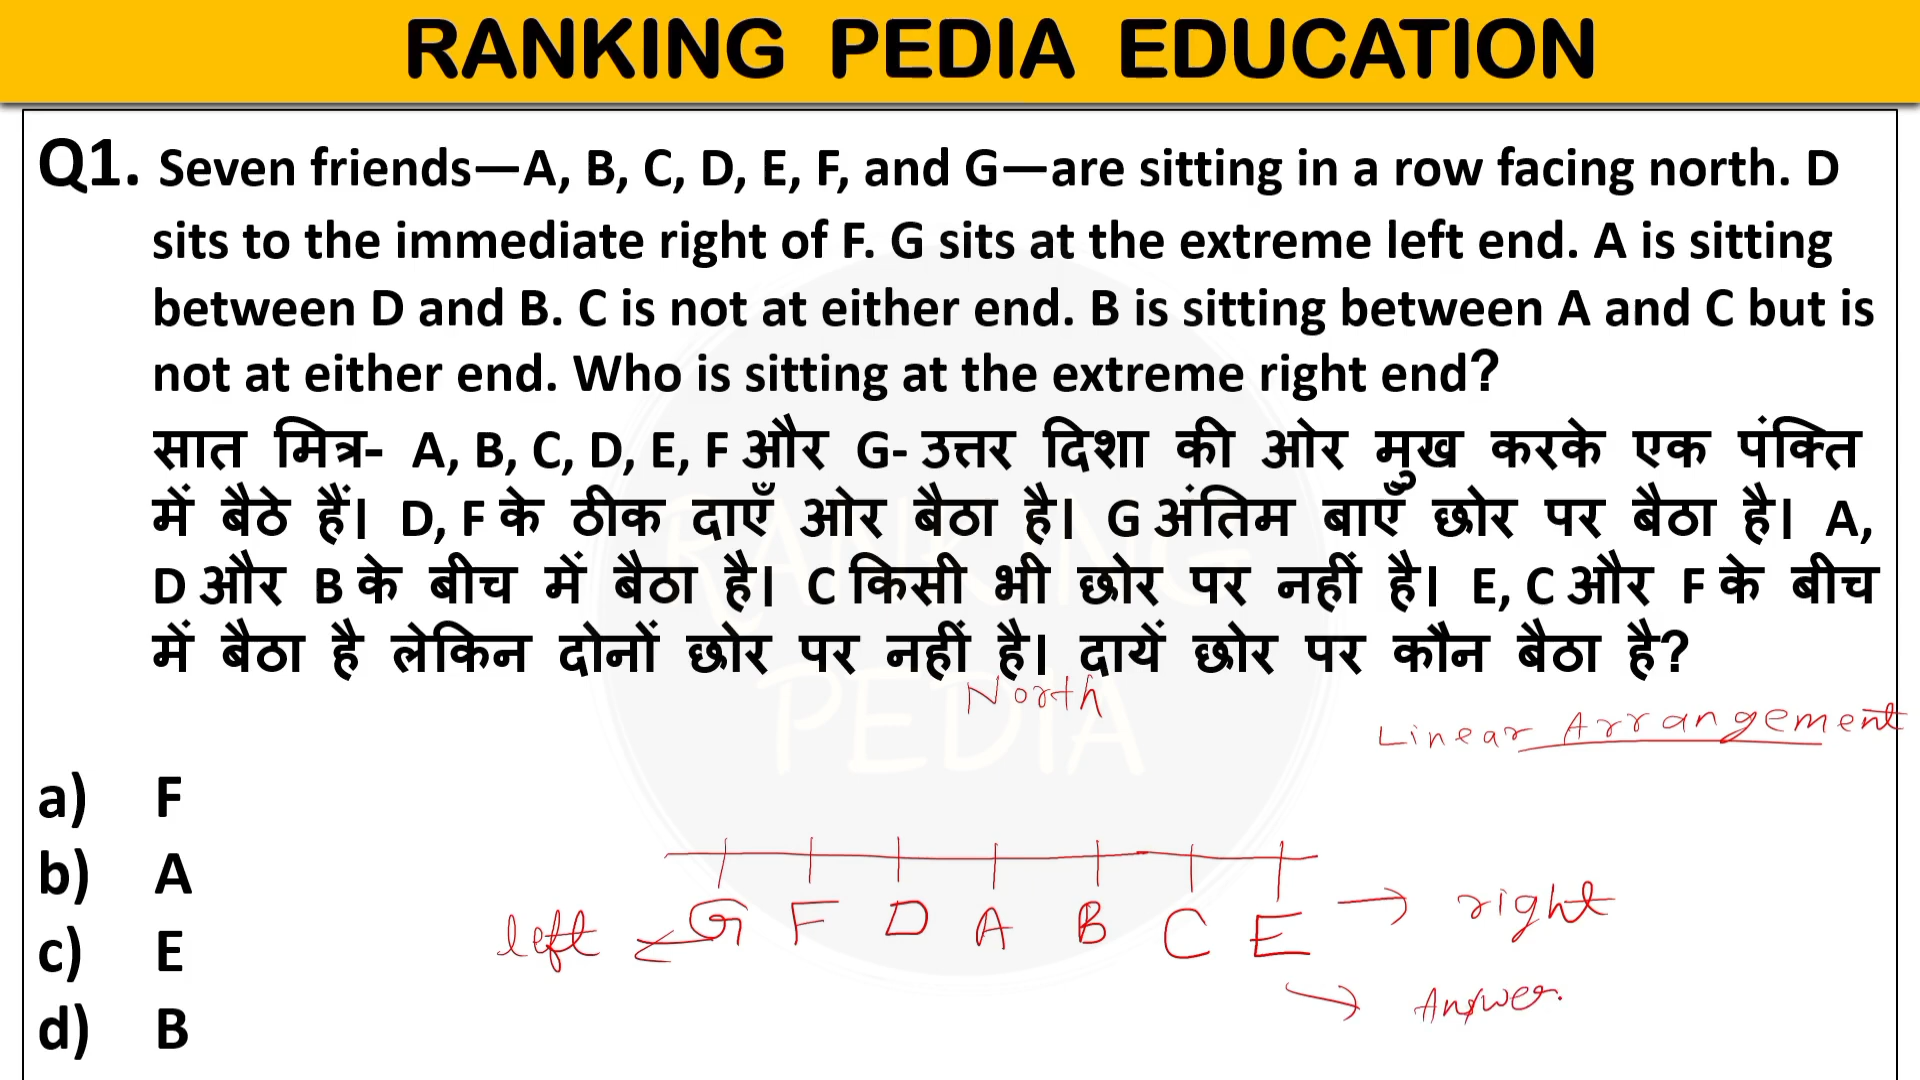 RANKING PEDIA EDUCATION
Q1. Seven friends—A, B, C, D, E, F, and G—are sitting in a row facing north. D
sits to the immediate right of F. G sits at the extreme left end. A is sitting
between D and B. C is not at either end. B is sitting between A and C but is
not at either end. Who is sitting at the extreme right end?
सात मित्र- A, B, C, D, E, F और G- उत्तर दिशा की ओर मुख करके एक पंक्ति
में बैठे हैं। D, F के ठीक दाएँ ओर बैठा है। G अंतिम बाएँ छोर पर बैठा है। A,
D और B के बीच में बैठा है। C किसी भी छोर पर नहीं है। E, C और F के बीच
में बैठा है लेकिन दोनों छोर पर नहीं है। दायें छोर पर कौन बैठा है?
RANKING
PEDIA
North
Linear Arrangement
a) F
b) A
c) E
d) B
left G F D A B C E right
Answer.